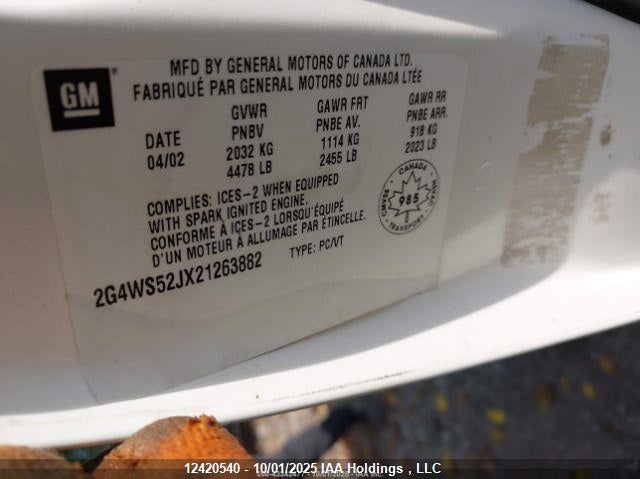 GM
MFD BY GENERAL MOTORS OF CANADA LTD.
FABRIQUÉ PAR GENERAL MOTORS DU CANADA LTÉE
DATE
04/02
GVWR
PNBV
2032 KG
4478 LB
GAWR FRT
PNBE AV.
1114 KG
2455 LB
GAWR RR
PNBE ARR.
918 KG
2023 LB
COMPLIES: ICES-2 WHEN EQUIPPED
WITH SPARK IGNITED ENGINE.
CONFORME À ICES-2 LORSQU'ÉQUIPÉ
D'UN MOTEUR À ALLUMAGE PAR ÉTINCELLE.
CANADA
985
2G4WS52JX21263882
TYPE: PC/VT
12420540 - 10/01/2025 IAA Holdings , LLC